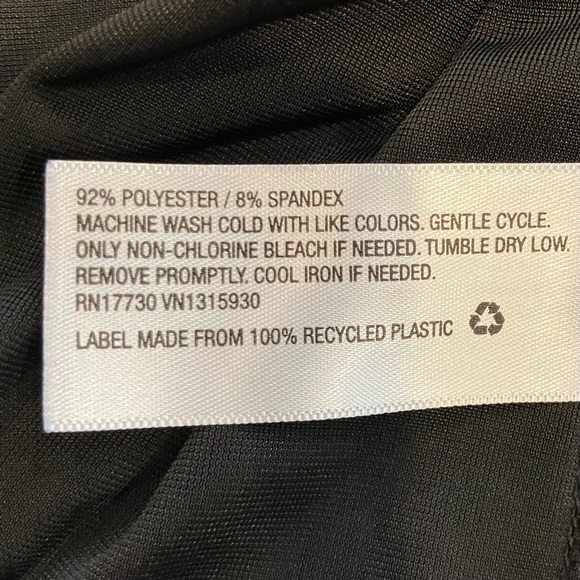 92% POLYESTER / 8% SPANDEX
MACHINE WASH COLD WITH LIKE COLORS. GENTLE CYCLE.
ONLY NON-CHLORINE BLEACH IF NEEDED. TUMBLE DRY LOW.
REMOVE PROMPTLY. COOL IRON IF NEEDED.
RN17730 VN1315930
LABEL MADE FROM 100% RECYCLED PLASTIC